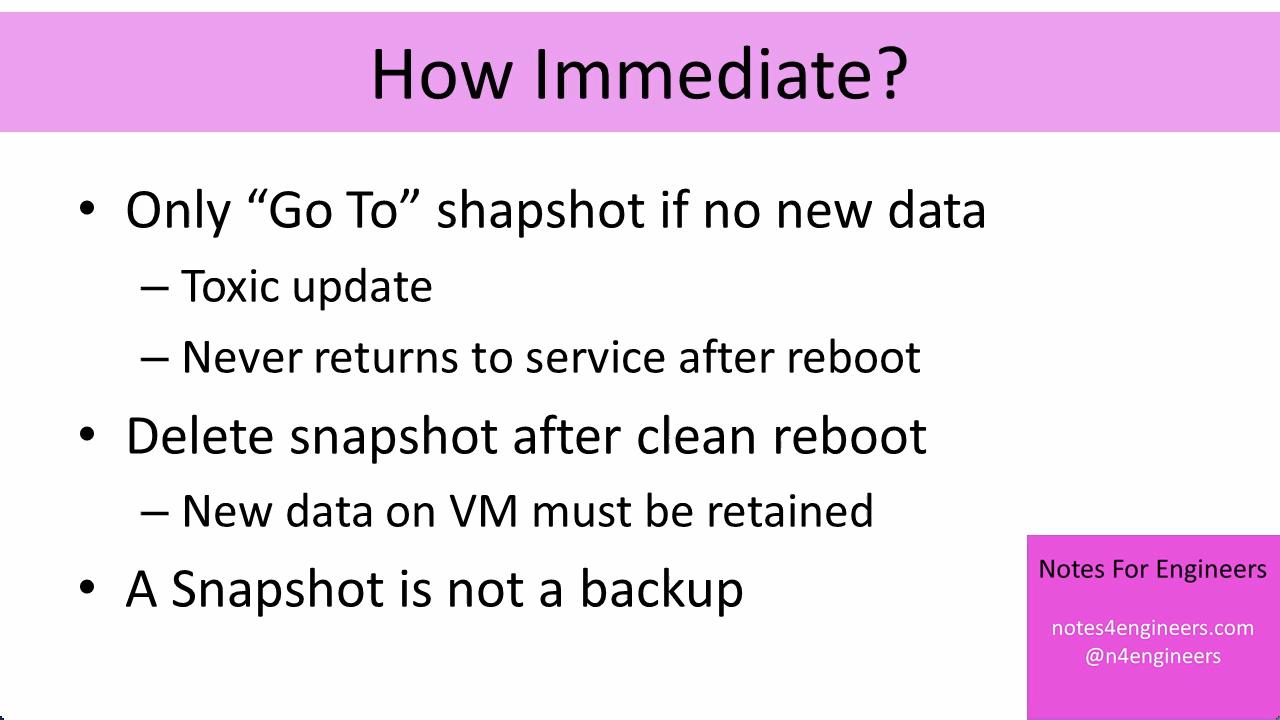 How Immediate?
• Only “Go To” shapshot if no new data
– Toxic update
– Never returns to service after reboot
• Delete snapshot after clean reboot
– New data on VM must be retained
• A Snapshot is not a backup
Notes For Engineers
notes4engineers.com
@n4engineers